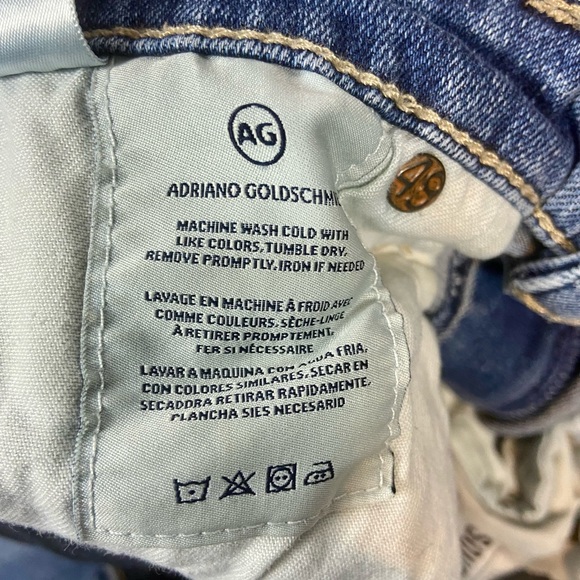 AG
ADRIANO
MACHINE WASH COLD WITH
LIKE COLORS, TUMBLE DRY,
REMOVE PROMPTLY, IRON IF NEEDED
LAVAGE EN MACHINE À FROID AVEC
COMME COULEURS, SÈCHE-LINGE
À RETIRER PROMPTEMENT,
FER SI NÉCESSAIRE
LAVAR A MAQUINA CON AGUA FRIA,
CON COLORES SIMILARES, SECAR EN
SECADORA RETIRAR RAPIDAMENTE,
PLANCHA SIES NECESARIO
AG